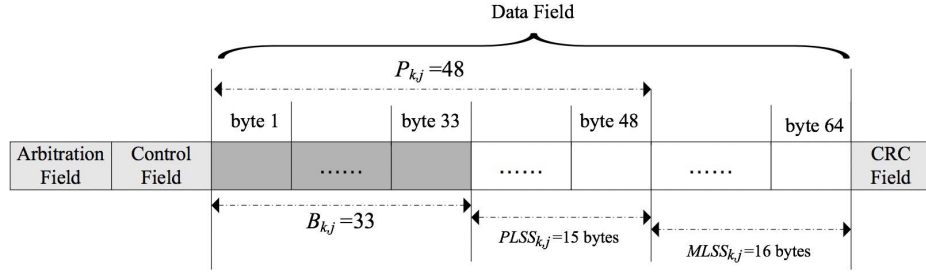 Data Field
P_{k,j}=48
byte 1
byte 33
byte 48
byte 64
Arbitration
Field
Control
Field
......
......
......
CRC
Field
B_{k,j}=33
PLSS_{k,j}=15 bytes
MLSS_{k,j}=16 bytes